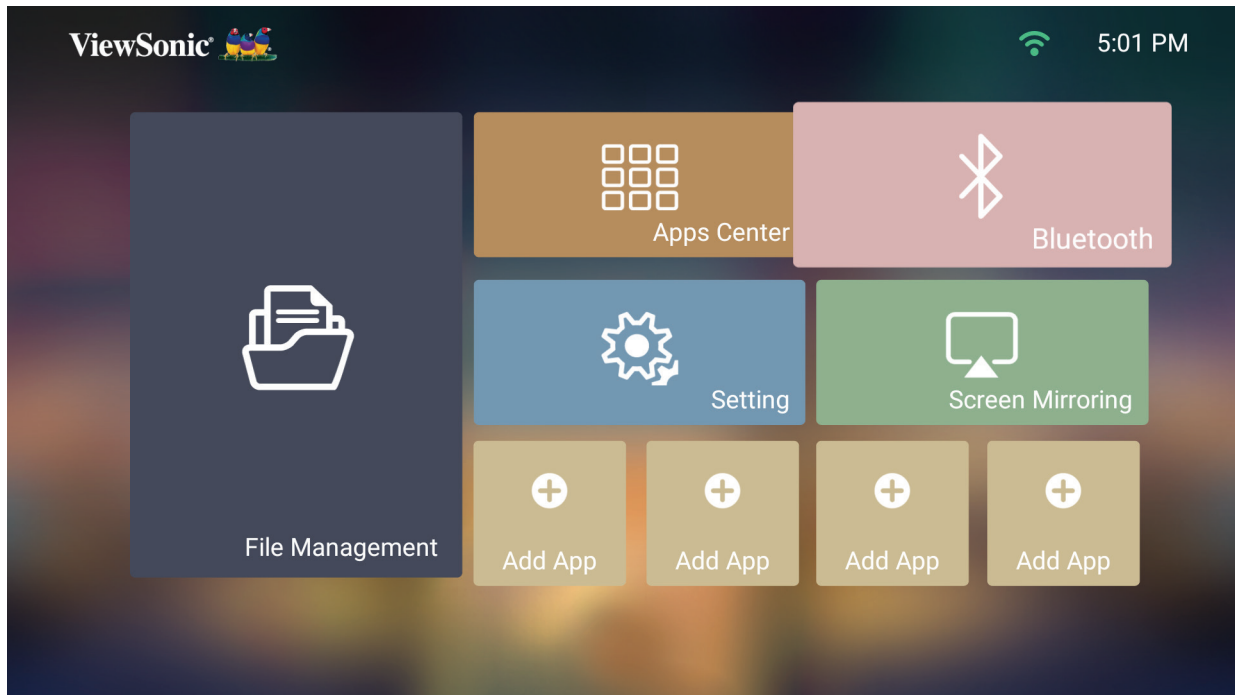 ViewSonic®
5:01 PM
Apps Center
Bluetooth
Setting
Screen Mirroring
File Management
Add App
Add App
Add App
Add App